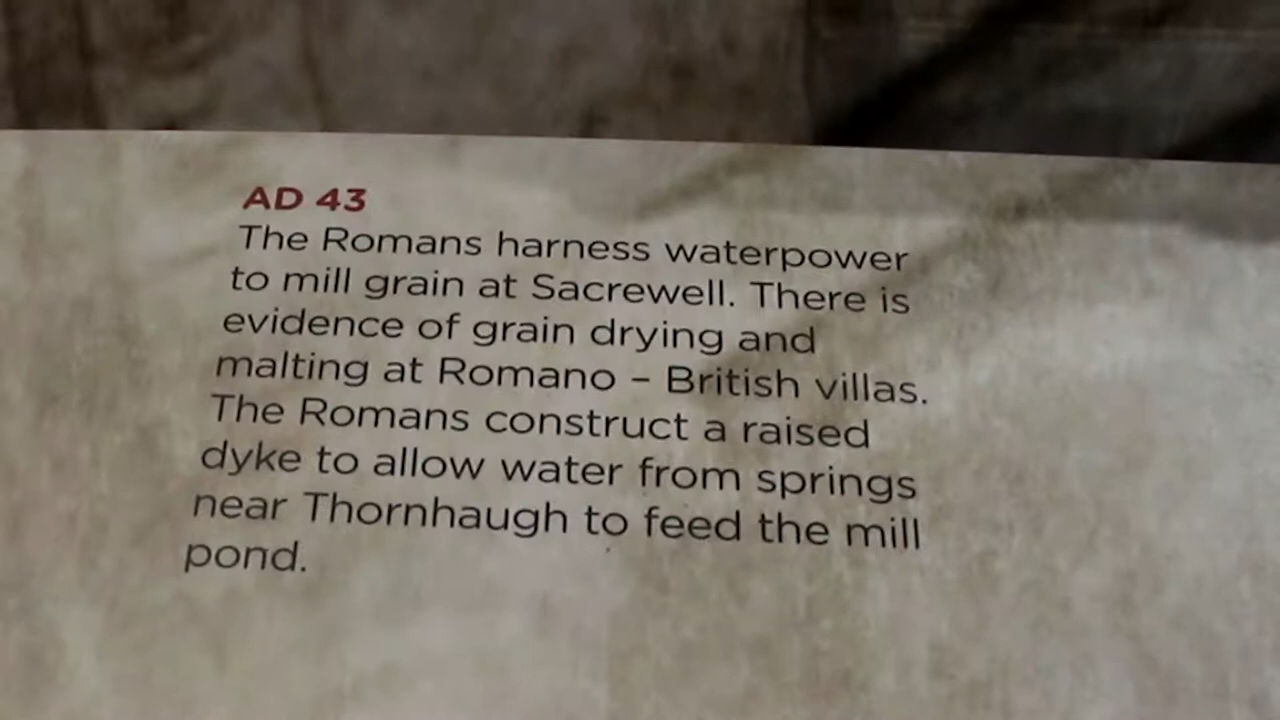 AD 43
The Romans harness waterpower
to mill grain at Sacrewell. There is
evidence of grain drying and
malting at Romano – British villas.
The Romans construct a raised
dyke to allow water from springs
near Thornhaugh to feed the mill
pond.